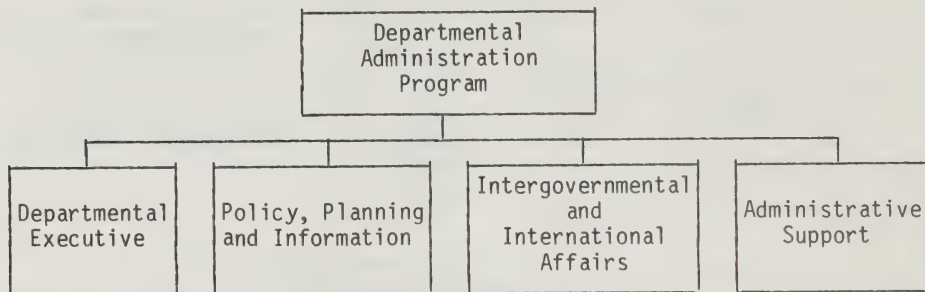 Departmental
Administration
Program
Departmental
Executive
Policy, Planning
and Information
Intergovernmental
and
International
Affairs
Administrative
Support